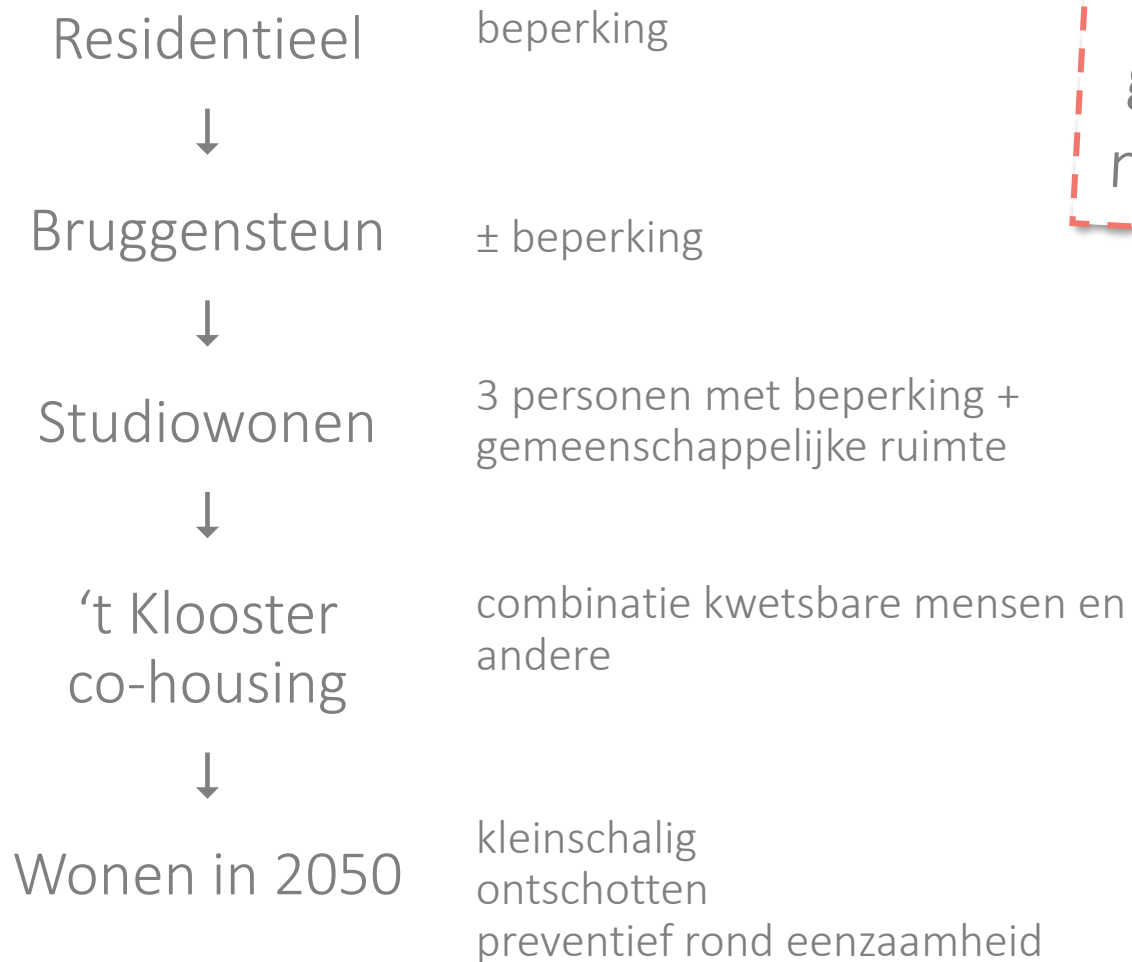 Residentieel
beperking
↓
Bruggensteun
± beperking
↓
Studiowonen
3 personen met beperking +
gemeenschappelijke ruimte
↓
‘t Klooster
co-housing
combinatie kwetsbare mensen en
andere
↓
Wonen in 2050
kleinschalig
ontschotten
preventief rond eenzaamheid